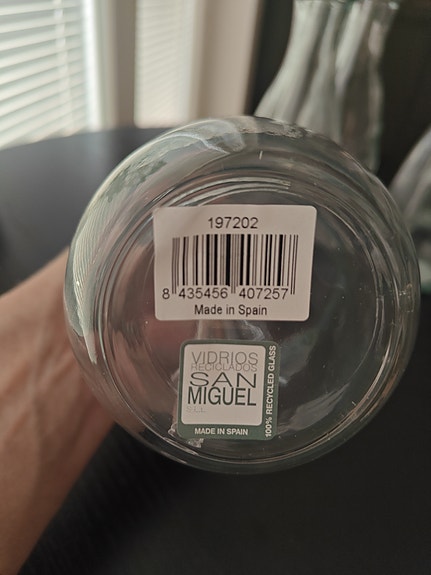 197202
8 435456 407257
Made in Spain
VIDRIOS
RECICLADOS
SAN
MIGUEL
MADE IN SPAIN
100% RECYCLED GLASS